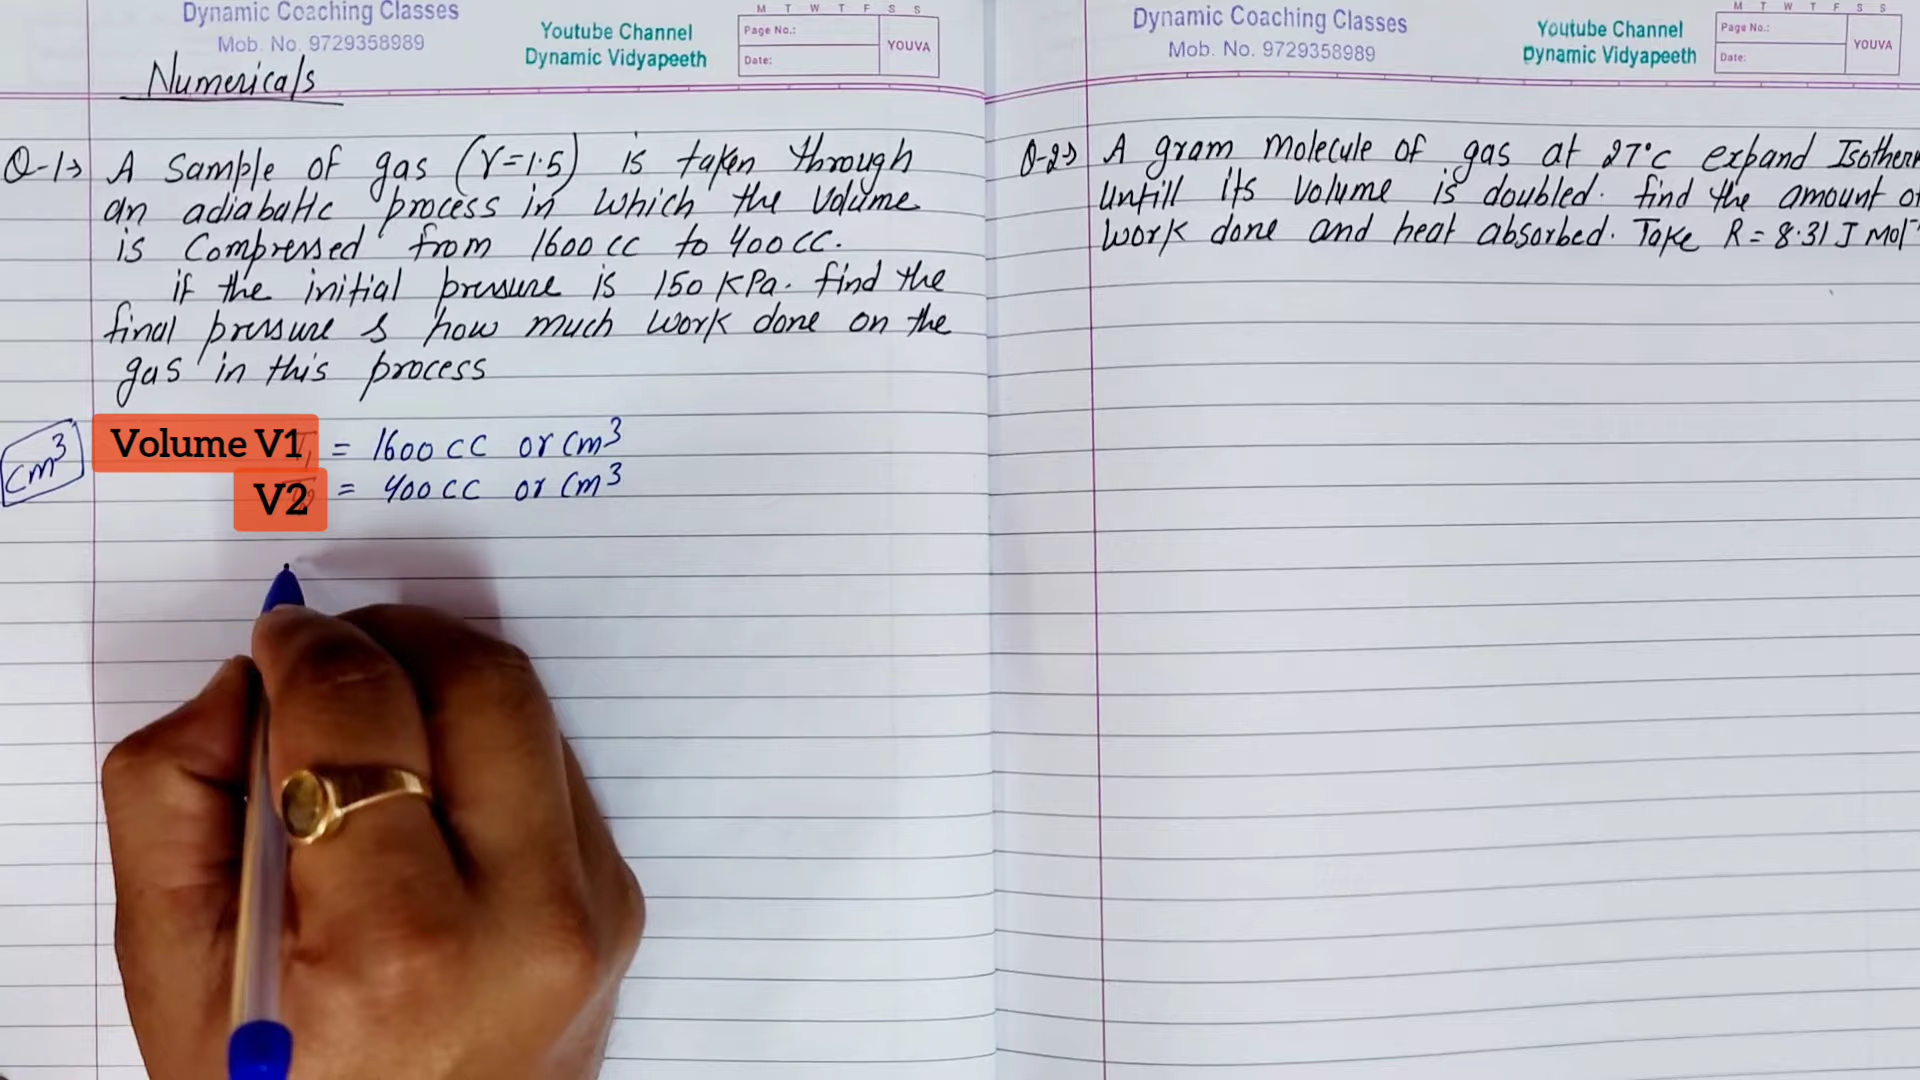 Dynamic Coaching Classes
Mob. No. 9729358989
Youtube Channel
Dynamic Vidyapeeth
M T W T F S S
Page No.:
Date:
YOUVA
Numericals
Q-1→ A Sample of gas (γ=1.5) is taken through
an adiabatic process in which the Volume
is Compressed from 1600 cc to 400 cc.
if the initial pressure is 150 KPa. find the
final pressure & how much work done on the
gas in this process
cm³
Volume V1 = 1600 cc or cm³
V2 = 400 cc or cm³
Dynamic Coaching Classes
Mob. No. 9729358989
Youtube Channel
Dynamic Vidyapeeth
M T W T F S S
Page No.:
Date:
YOUVA
Q-2→ A gram molecule of gas at 27°c expand Isother
untill its volume is doubled. find the amount of
work done and heat absorbed. Take R = 8.31 J Mol